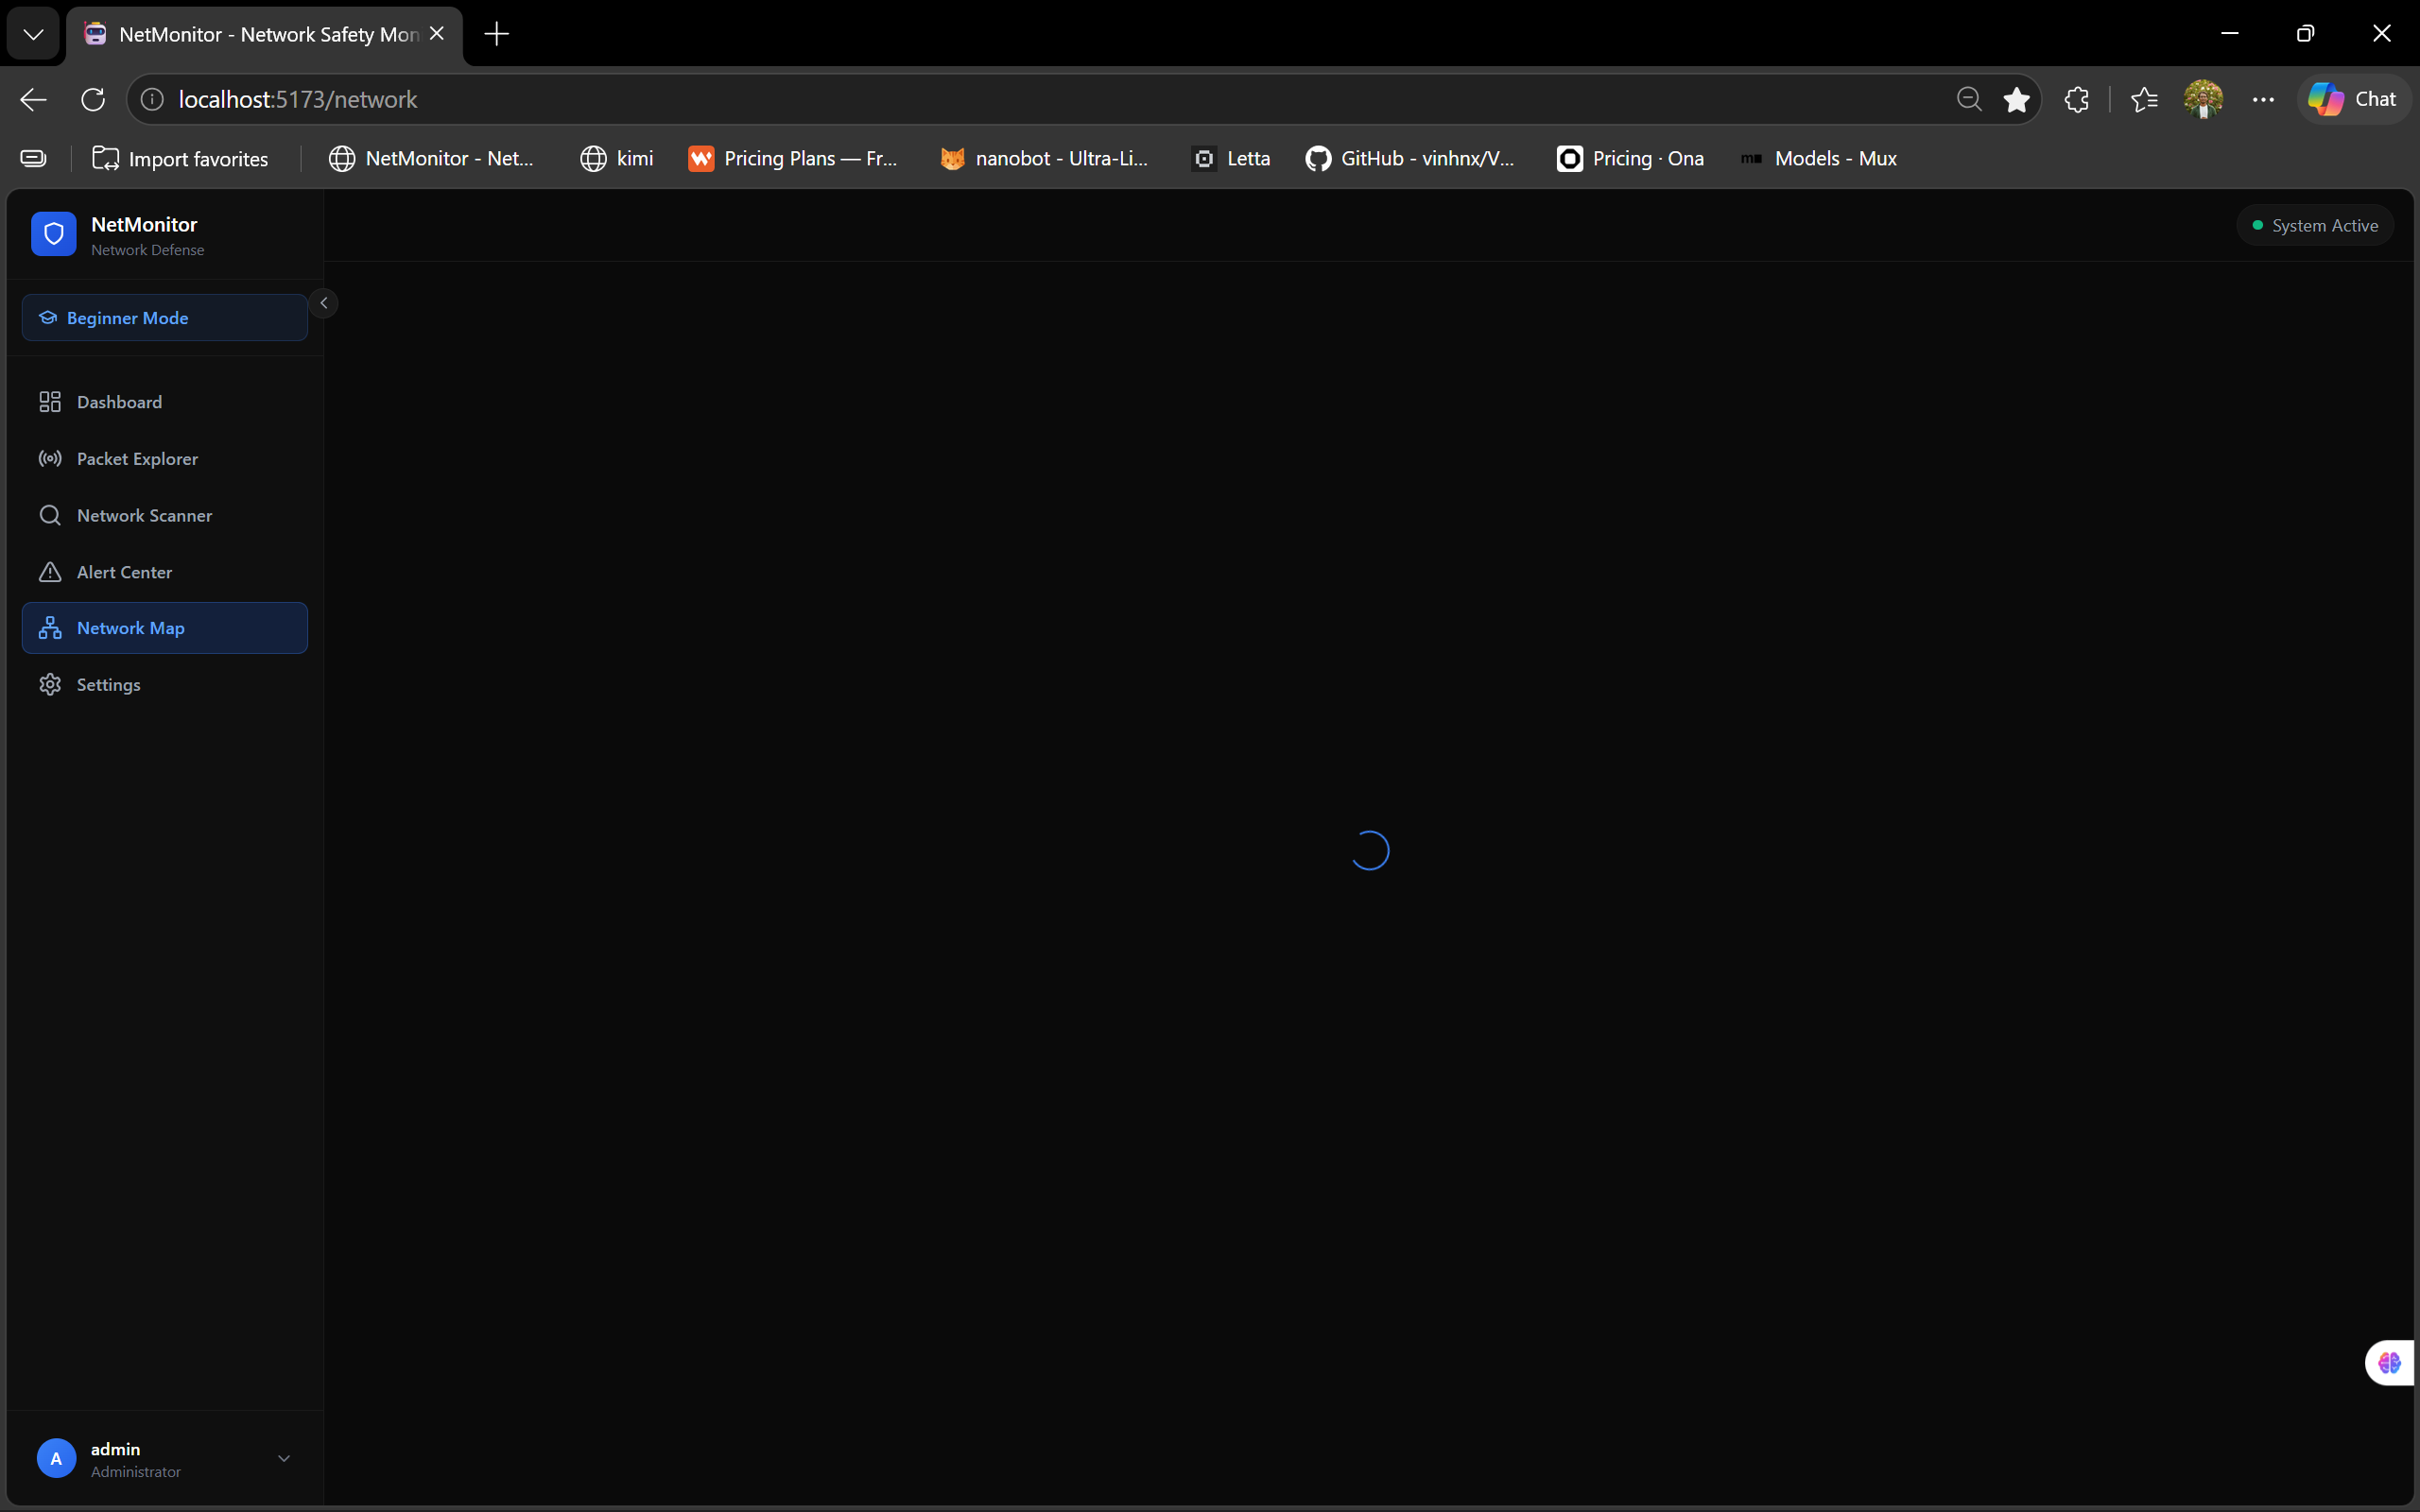 NetMonitor - Network Safety Mon
localhost:5173/network
Chat
Import favorites
NetMonitor - Net...
kimi
Pricing Plans — Fr...
nanobot - Ultra-Li...
Letta
GitHub - vinhnx/V...
Pricing · Ona
Models - Mux
NetMonitor
Network Defense
System Active
Beginner Mode
Dashboard
Packet Explorer
Network Scanner
Alert Center
Network Map
Settings
A
admin
Administrator